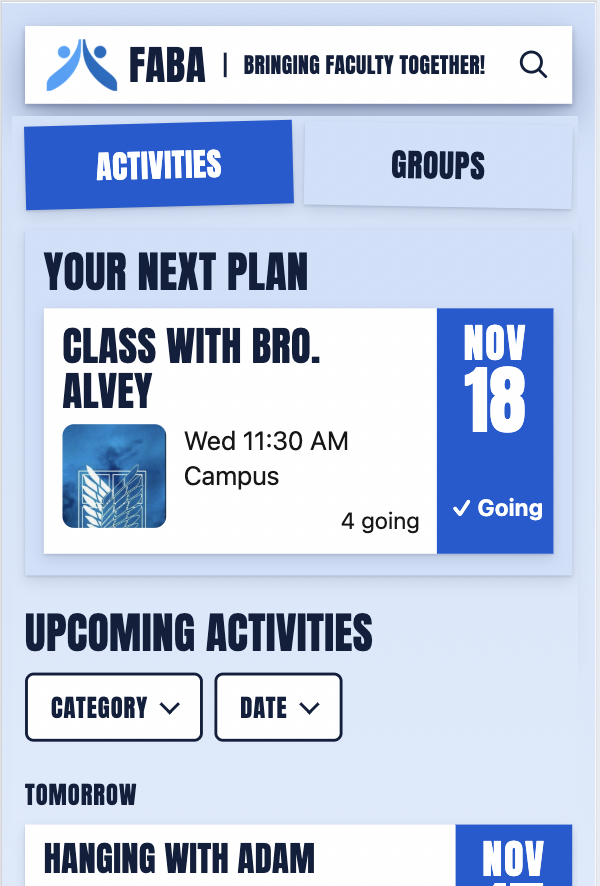 FABA | BRINGING FACULTY TOGETHER!
ACTIVITIES
GROUPS
YOUR NEXT PLAN
CLASS WITH BRO.
ALVEY
NOV
18
Wed 11:30 AM
Campus
4 going
✓ Going
UPCOMING ACTIVITIES
CATEGORY
DATE
TOMORROW
HANGING WITH ADAM
NOV